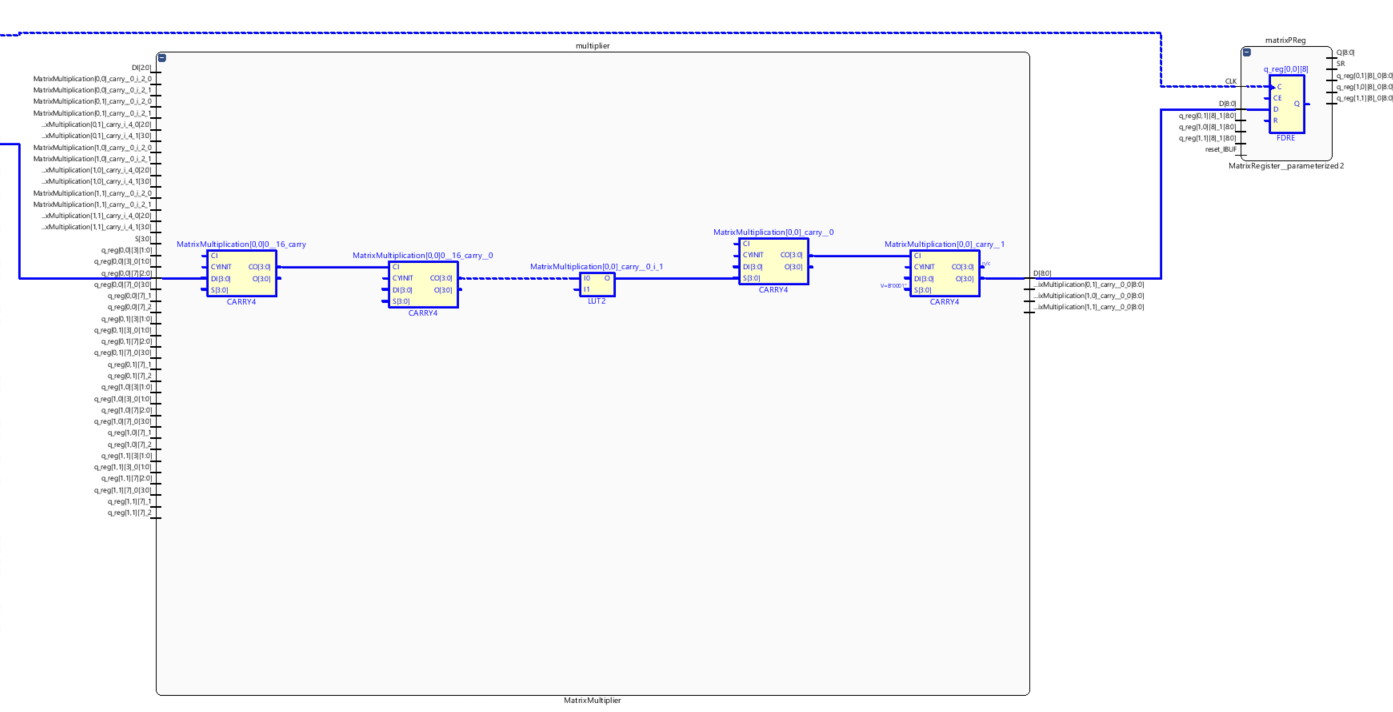 multiplier
DI[2:0]
MatrixMultiplication[0,0]_carry__0_i_2_0
MatrixMultiplication[0,0]_carry__0_i_2_1
MatrixMultiplication[0,1]_carry__0_i_2_0
MatrixMultiplication[0,1]_carry__0_i_2_1
...xMultiplication[0,1]_carry_i_4_0[2:0]
...xMultiplication[0,1]_carry_i_4_1[3:0]
MatrixMultiplication[1,0]_carry__0_i_2_0
MatrixMultiplication[1,0]_carry__0_i_2_1
...xMultiplication[1,0]_carry_i_4_0[2:0]
...xMultiplication[1,0]_carry_i_4_1[3:0]
MatrixMultiplication[1,1]_carry__0_i_2_0
MatrixMultiplication[1,1]_carry__0_i_2_1
...xMultiplication[1,1]_carry_i_4_0[2:0]
...xMultiplication[1,1]_carry_i_4_1[3:0]
S[3:0]
q_reg[0,0][3][1:0]
q_reg[0,0][3]_0[1:0]
q_reg[0,0][7][2:0]
q_reg[0,0][7]_0[3:0]
q_reg[0,0][7]_1
q_reg[0,0][7]_2
q_reg[0,1][3][1:0]
q_reg[0,1][3]_0[1:0]
q_reg[0,1][7][2:0]
q_reg[0,1][7]_0[3:0]
q_reg[0,1][7]_1
q_reg[0,1][7]_2
q_reg[1,0][3][1:0]
q_reg[1,0][3]_0[1:0]
q_reg[1,0][7][2:0]
q_reg[1,0][7]_0[3:0]
q_reg[1,0][7]_1
q_reg[1,0][7]_2
q_reg[1,1][3][1:0]
q_reg[1,1][3]_0[1:0]
q_reg[1,1][7][2:0]
q_reg[1,1][7]_0[3:0]
q_reg[1,1][7]_1
q_reg[1,1][7]_2
MatrixMultiplication[0,0]0__16_carry
CI
CYINIT CO[3:0]
DI[3:0] O[3:0]
S[3:0]
CARRY4
MatrixMultiplication[0,0]0__16_carry__0
CI
CYINIT CO[3:0]
DI[3:0] O[3:0]
S[3:0]
CARRY4
MatrixMultiplication[0,0]_carry__0_i_1
I0 O
I1
LUT2
MatrixMultiplication[0,0]_carry__0
CI
CYINIT CO[3:0]
DI[3:0] O[3:0]
S[3:0]
CARRY4
MatrixMultiplication[0,0]_carry__1
CI
CYINIT CO[3:0]
n/c
DI[3:0] O[3:0]
S[3:0]
CARRY4
D[8:0]
...ixMultiplication[0,1]_carry__0_0[8:0]
...ixMultiplication[1,0]_carry__0_0[8:0]
...ixMultiplication[1,1]_carry__0_0[8:0]
MatrixMultiplier
matrixPReg
CLK
D[8:0]
q_reg[0,1][8]_1[8:0]
q_reg[1,0][8]_1[8:0]
q_reg[1,1][8]_1[8:0]
reset_IBUF
q_reg[0,0][8]
C
CE
D Q
R
FDRE
Q[8:0]
SR
q_reg[0,1][8]_0[8:0]
q_reg[1,0][8]_0[8:0]
q_reg[1,1][8]_0[8:0]
MatrixRegister__parameterized2